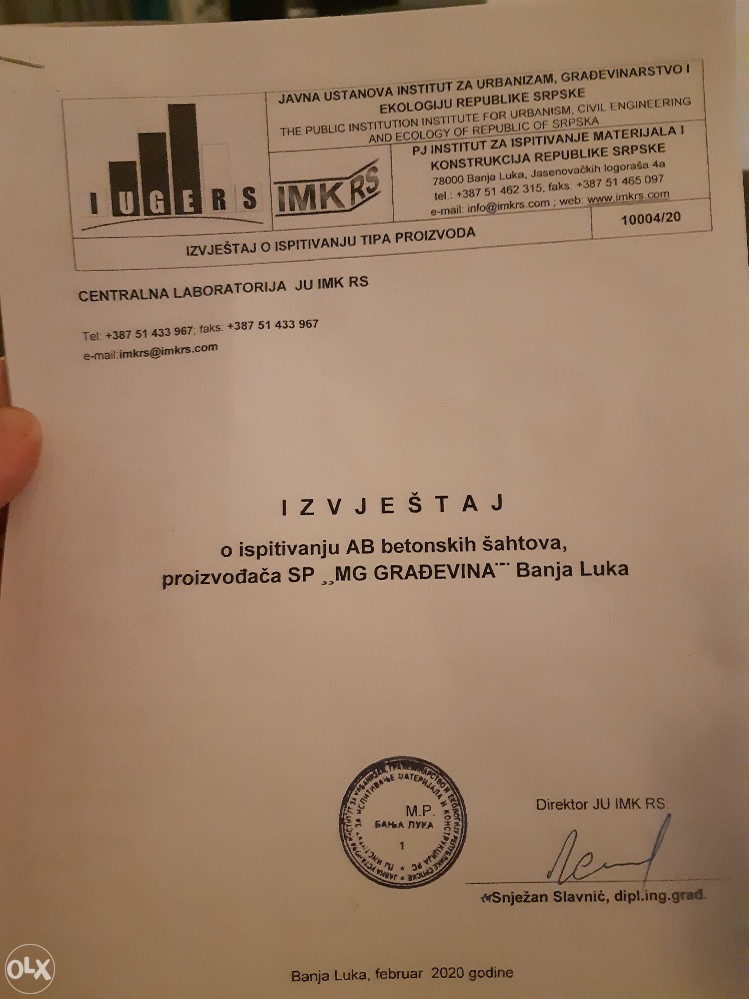 JAVNA USTANOVA INSTITUT ZA URBANIZAM, GRAĐEVINARSTVO I
EKOLOGIJU REPUBLIKE SRPSKE
THE PUBLIC INSTITUTION INSTITUTE FOR URBANISM, CIVIL ENGINEERING
AND ECOLOGY OF REPUBLIC OF SRPSKA
IUGERS
IMK RS
PJ INSTITUT ZA ISPITIVANJE MATERIJALA I
KONSTRUKCIJA REPUBLIKE SRPSKE
78000 Banja Luka, Jasenovačkih logoraša 4a
tel.: +387 51 462 315, faks. +387 51 465 097
e-mail: info@imkrs.com ; web: www.imkrs.com
IZVJEŠTAJ O ISPITIVANJU TIPA PROIZVODA
10004/20
CENTRALNA LABORATORIJA JU IMK RS
Tel: +387 51 433 967; faks: +387 51 433 967
e-mail:imkrs@imkrs.com
I Z V J E Š T A J
o ispitivanju AB betonskih šahtova,
proizvođača SP „MG GRAĐEVINA¨¨ Banja Luka
M.P.
БАЊА ЛУКА
1
Direktor JU IMK RS:
Snježan Slavnić, dipl.ing.građ.
Banja Luka, februar 2020 godine
OLX